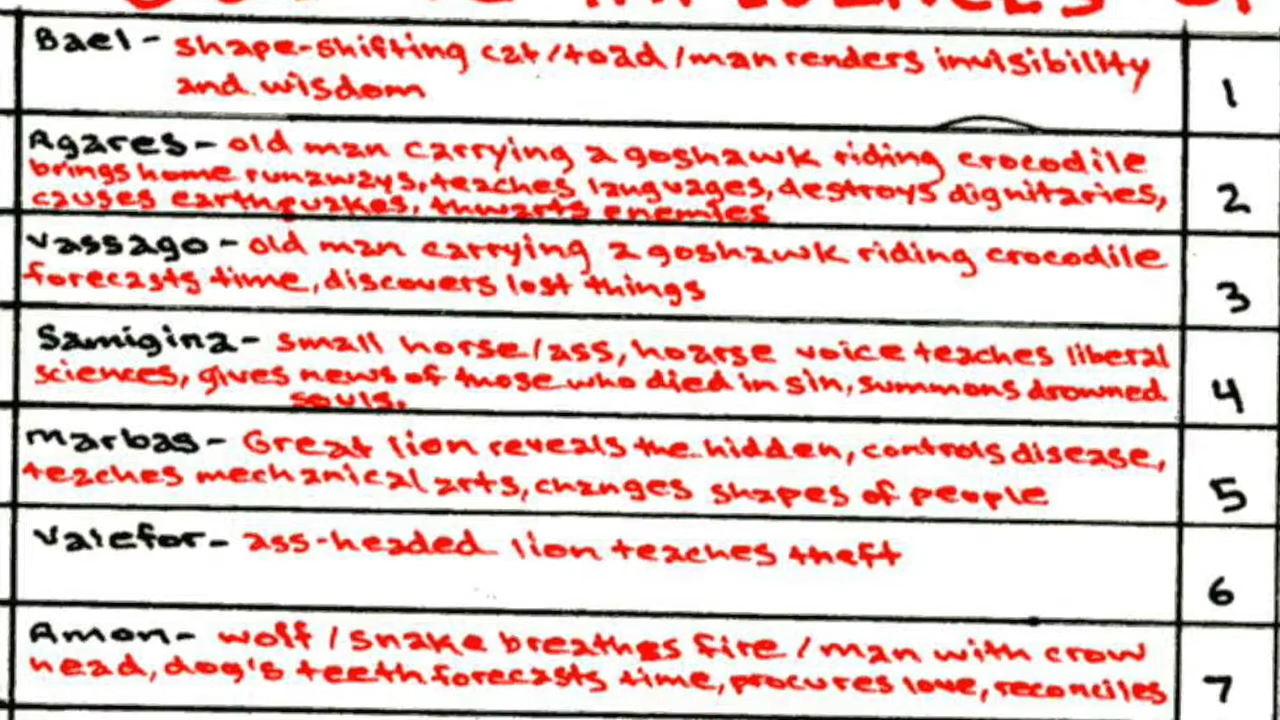 INFLUENCES OF
Bael - shape-shifting cat/toad/man renders invisibility 1
and wisdom
Agares - old man carrying a goshawk riding crocodile 2
brings home runaways, teaches languages, destroys dignitaries,
causes earthquakes, thwarts enemies
Vassago - old man carrying a goshawk riding crocodile 3
forecasts time, discovers lost things
Samigina - small horse/ass, hoarse voice teaches liberal 4
sciences, gives news of those who died in sin, summons drowned
souls.
Marbas - Great lion reveals the hidden, controls disease, 5
teaches mechanical arts, changes shapes of people
Valefor - ass-headed lion teaches theft 6
Amon - wolf/snake breathes fire/man with crow 7
head, dog's teeth forecasts time, procures love, reconciles